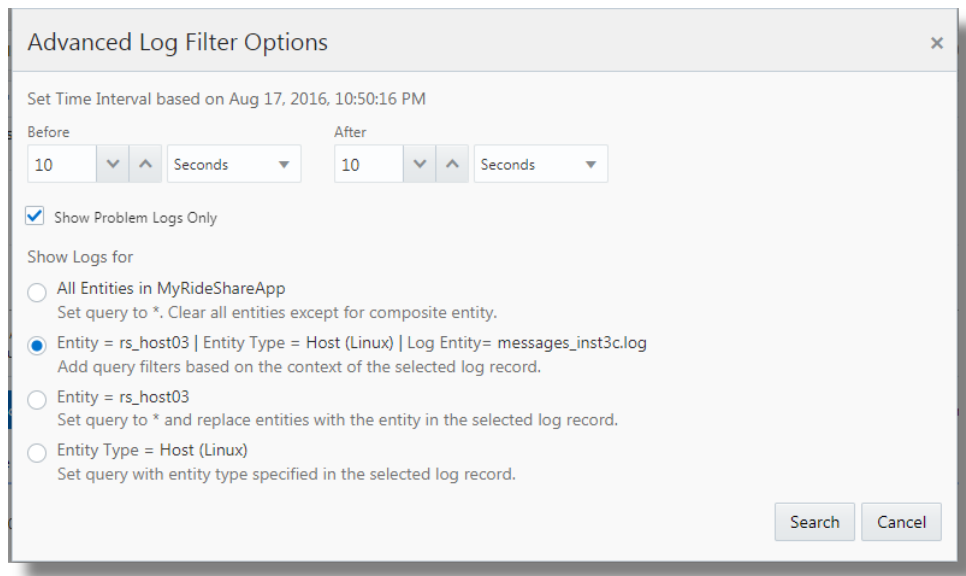 Advanced Log Filter Options
Set Time Interval based on Aug 17, 2016, 10:50:16 PM
Before After
10 Seconds 10 Seconds
Show Problem Logs Only
Show Logs for
All Entities in MyRideShareApp
Set query to *. Clear all entities except for composite entity.
Entity = rs_host03 | Entity Type = Host (Linux) | Log Entity= messages_inst3c.log
Add query filters based on the context of the selected log record.
Entity = rs_host03
Set query to * and replace entities with the entity in the selected log record.
Entity Type = Host (Linux)
Set query with entity type specified in the selected log record.
Search Cancel